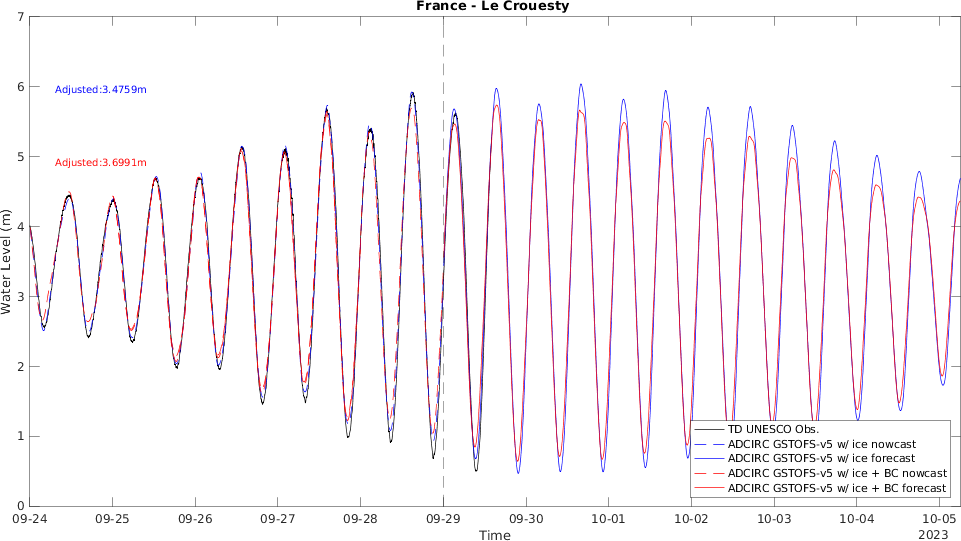 France - Le Crouesty
7
6
5
4
3
2
1
0
Water Level (m)
Adjusted:3.4759m
Adjusted:3.6991m
TD UNESCO Obs.
ADCIRC GSTOFS-v5 w/ ice nowcast
ADCIRC GSTOFS-v5 w/ ice forecast
ADCIRC GSTOFS-v5 w/ ice + BC nowcast
ADCIRC GSTOFS-v5 w/ ice + BC forecast
09-24 09-25 09-26 09-27 09-28 09-29 09-30 10-01 10-02 10-03 10-04 10-05
Time
2023